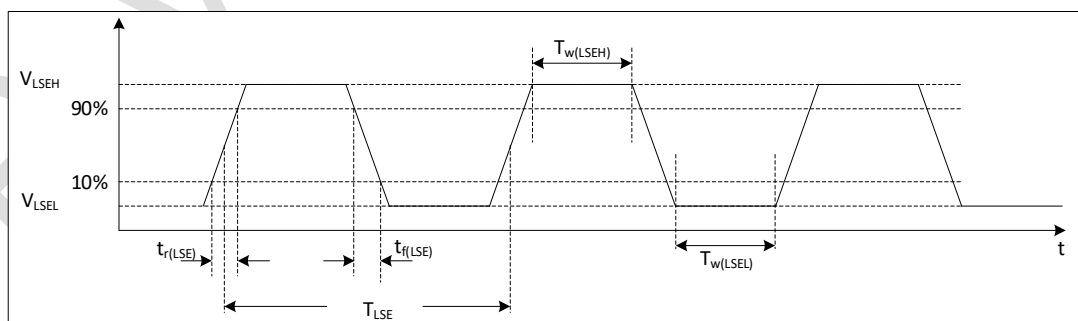 T_w(LSEH)
V_LSEH
90%
10%
V_LSEL
t_r(LSE)
t_f(LSE)
T_w(LSEL)
t
T_LSE